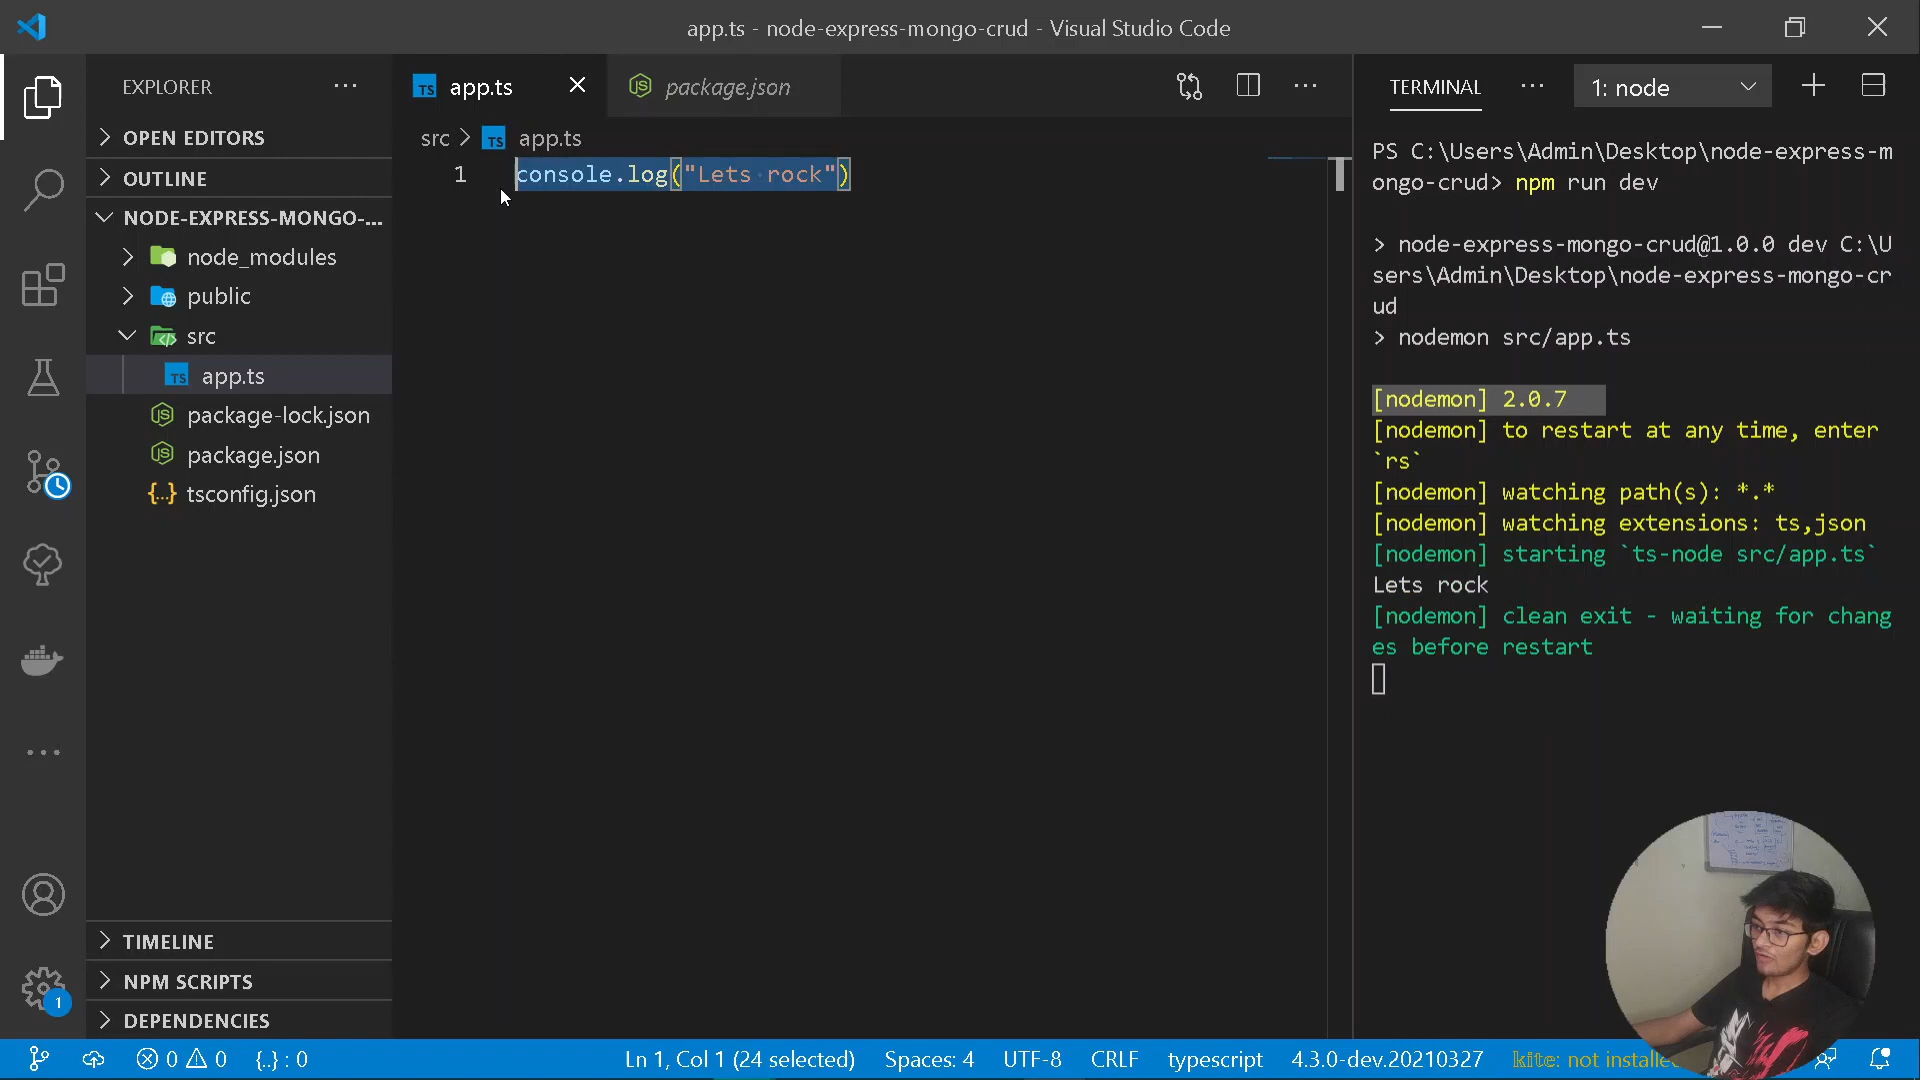 app.ts - node-express-mongo-crud - Visual Studio Code
EXPLORER
OPEN EDITORS
OUTLINE
NODE-EXPRESS-MONGO-...
node_modules
public
src
TS app.ts
package-lock.json
package.json
{...} tsconfig.json
TIMELINE
NPM SCRIPTS
DEPENDENCIES
TS app.ts
package.json
src > TS app.ts
1 console.log("Lets rock")
TERMINAL
1: node
PS C:\Users\Admin\Desktop\node-express-m
ongo-crud> npm run dev
> node-express-mongo-crud@1.0.0 dev C:\U
sers\Admin\Desktop\node-express-mongo-cr
ud
> nodemon src/app.ts
[nodemon] 2.0.7
[nodemon] to restart at any time, enter
`rs`
[nodemon] watching path(s): *.*
[nodemon] watching extensions: ts,json
[nodemon] starting `ts-node src/app.ts`
Lets rock
[nodemon] clean exit - waiting for chang
es before restart
1
0 0 {..} : 0
Ln 1, Col 1 (24 selected)
Spaces: 4
UTF-8
CRLF
typescript
4.3.0-dev.20210327
kite: not